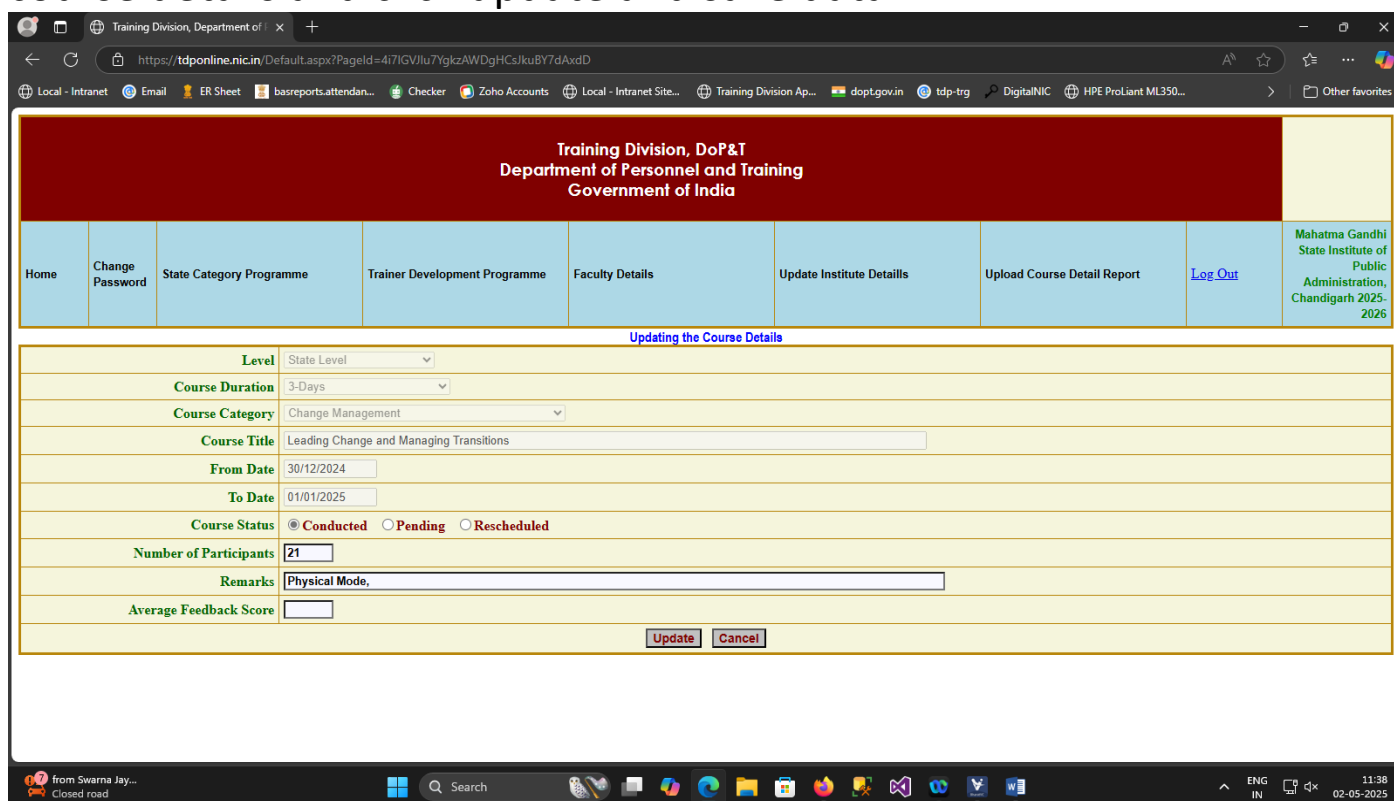 Training Division, Department of
https://tdponline.nic.in/Default.aspx?PageId=4i7IGVJlu7YgkzAWDgHCsJkuBY7dAxdD
Local - Intranet Email ER Sheet basreports.attendan... Checker Zoho Accounts Local - Intranet Site... Training Division Ap... dopt.gov.in tdp-trg DigitalNIC HPE ProLiant ML350... Other favorites
Training Division, DoP&T
Department of Personnel and Training
Government of India
Home
Change Password
State Category Programme
Trainer Development Programme
Faculty Details
Update Institute Detaills
Upload Course Detail Report
Log Out
Mahatma Gandhi
State Institute of
Public
Administration,
Chandigarh 2025-
2026
Updating the Course Details
Level State Level
Course Duration 3-Days
Course Category Change Management
Course Title Leading Change and Managing Transitions
From Date 30/12/2024
To Date 01/01/2025
Course Status Conducted Pending Rescheduled
Number of Participants 21
Remarks Physical Mode,
Average Feedback Score
Update Cancel
7 from Swarna Jay...
Closed road
Search
ENG
IN
11:38
02-05-2025